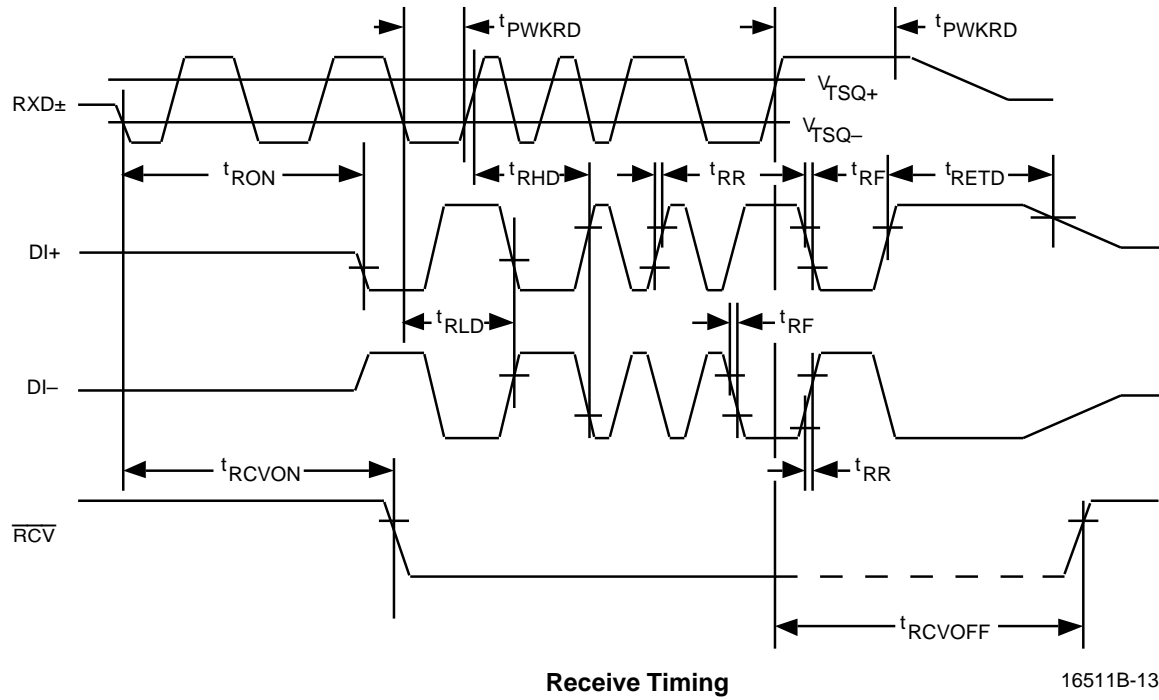 tPWKRD
tPWKRD
RXD±
VTSQ+
VTSQ–
tRON
tRHD
tRR
tRF
tRETD
DI+
tRLD
tRF
DI–
tRCVON
tRR
RCV
tRCVOFF
Receive Timing
16511B-13